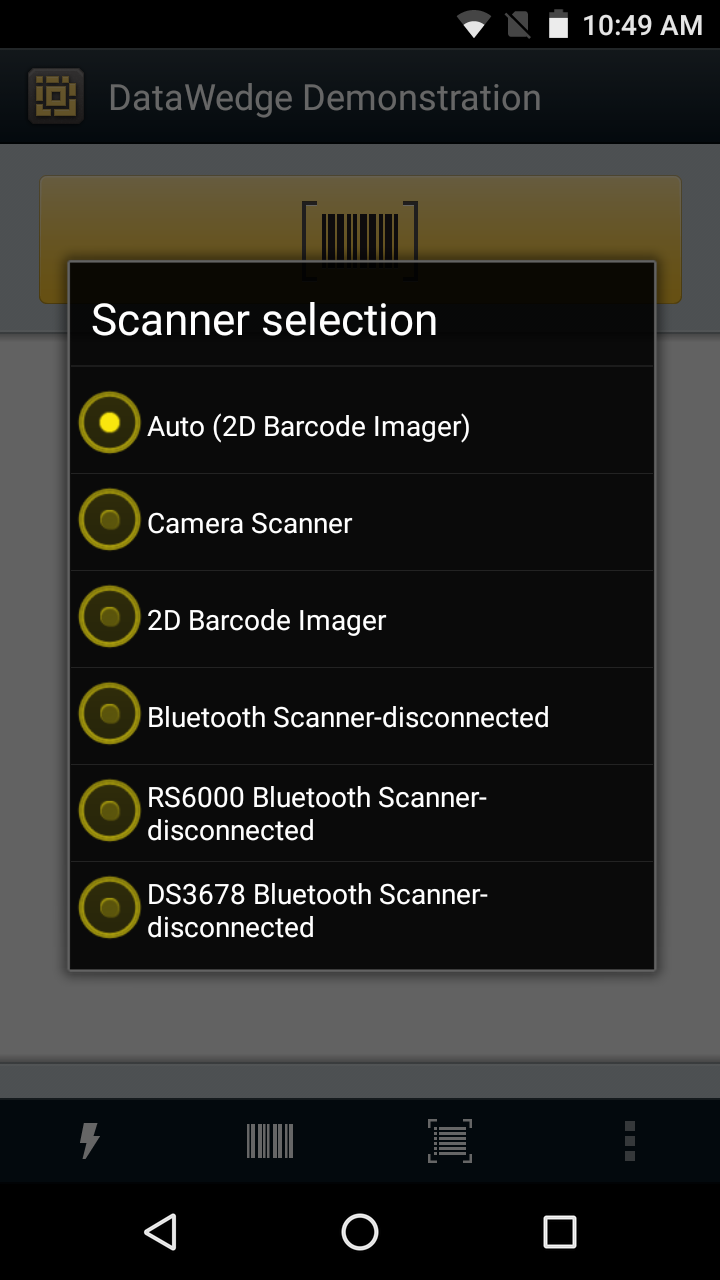 10:49 AM
DataWedge Demonstration
Scanner selection
Auto (2D Barcode Imager)
Camera Scanner
2D Barcode Imager
Bluetooth Scanner-disconnected
RS6000 Bluetooth Scanner-
disconnected
DS3678 Bluetooth Scanner-
disconnected